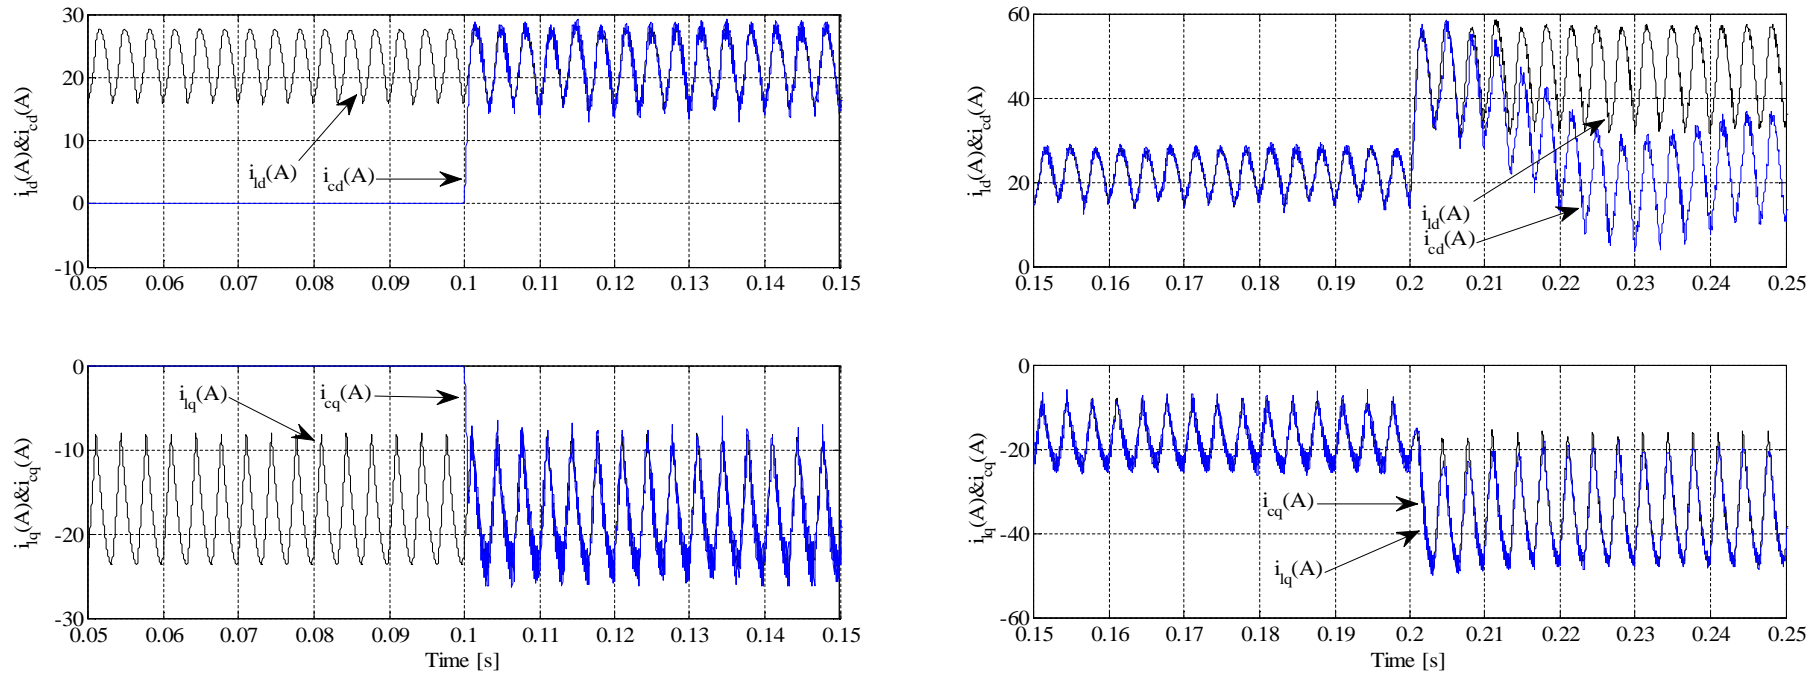 i_ld(A)&i_cd(A)
30
20
10
0
-10
i_ld(A)
i_cd(A)
0.05 0.06 0.07 0.08 0.09 0.1 0.11 0.12 0.13 0.14 0.15
i_lq(A)&i_cq(A)
0
-10
-20
-30
i_lq(A)
i_cq(A)
0.05 0.06 0.07 0.08 0.09 0.1 0.11 0.12 0.13 0.14 0.15
Time [s]
i_ld(A)&i_cd(A)
60
40
20
0
i_ld(A)
i_cd(A)
0.15 0.16 0.17 0.18 0.19 0.2 0.21 0.22 0.23 0.24 0.25
i_lq(A)&i_cq(A)
0
-20
-40
-60
i_cq(A)
i_lq(A)
0.15 0.16 0.17 0.18 0.19 0.2 0.21 0.22 0.23 0.24 0.25
Time [s]